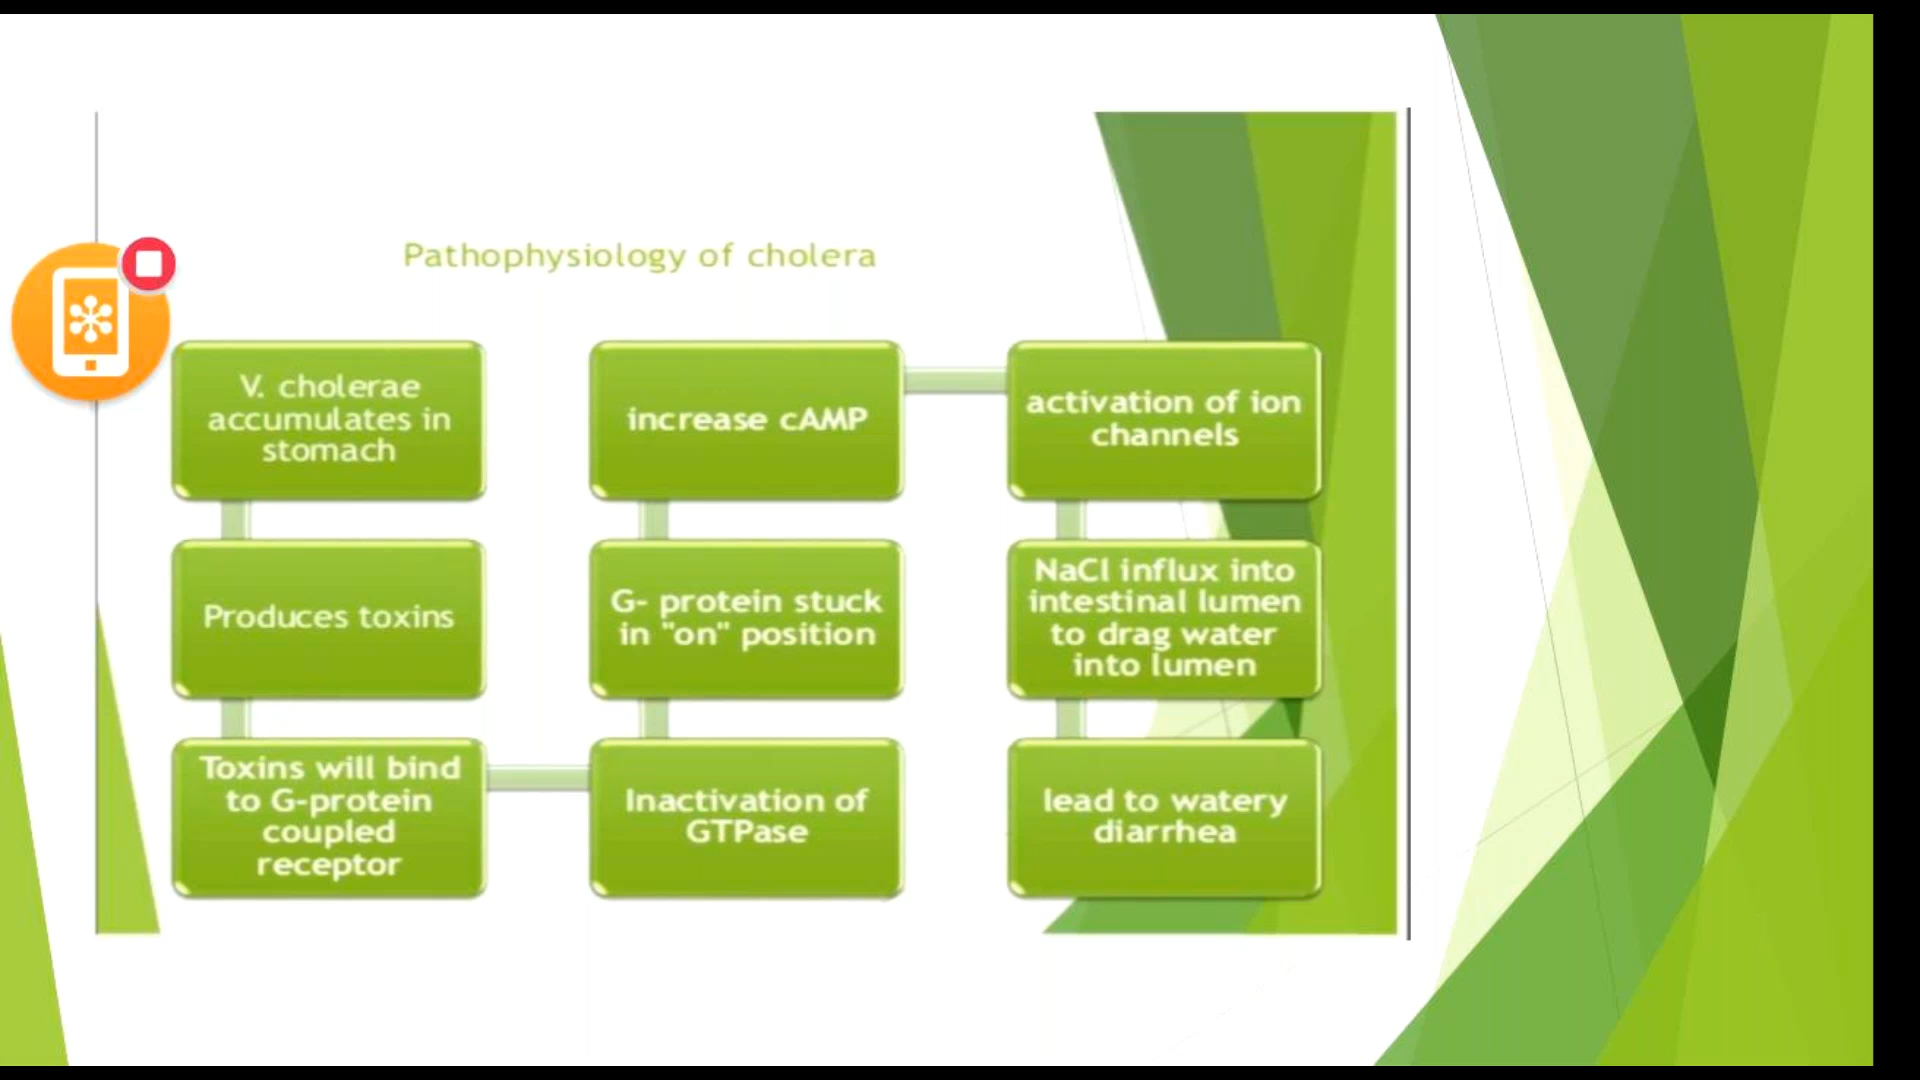 Pathophysiology of cholera
V. cholerae
accumulates in
stomach
Produces toxins
Toxins will bind
to G-protein
coupled
receptor
Inactivation of
GTPase
G- protein stuck
in "on" position
increase cAMP
activation of ion
channels
NaCl influx into
intestinal lumen
to drag water
into lumen
lead to watery
diarrhea